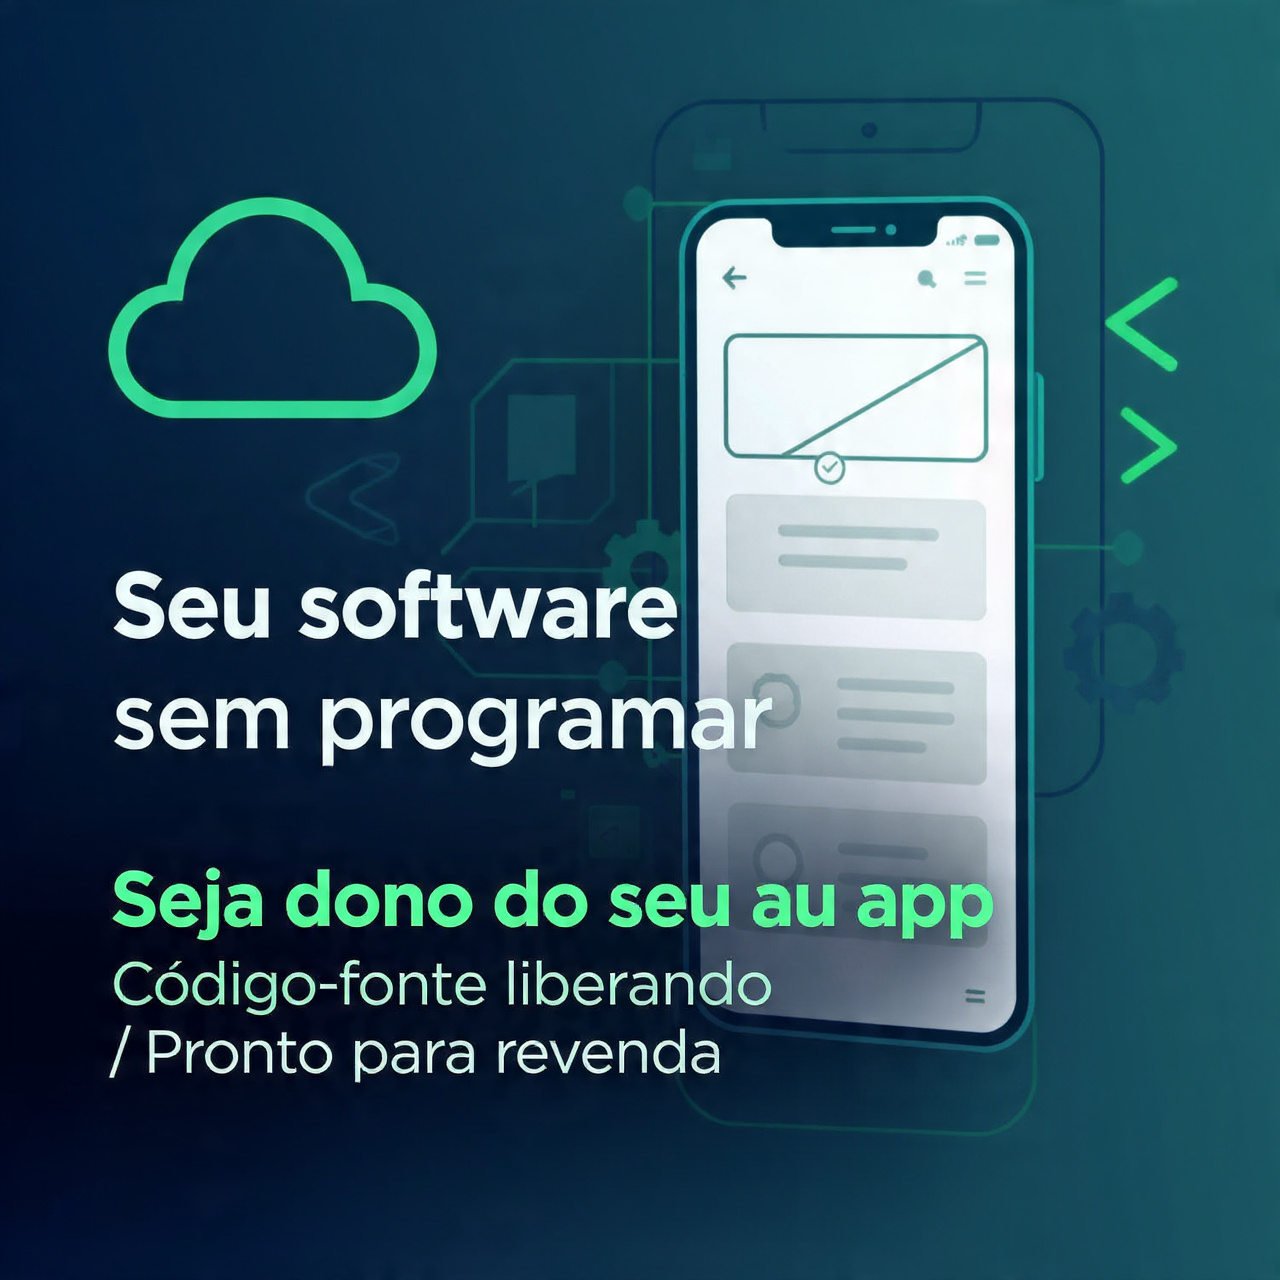 Seu software
sem programar
Seja dono do seu au app
Código-fonte liberando
/ Pronto para revenda